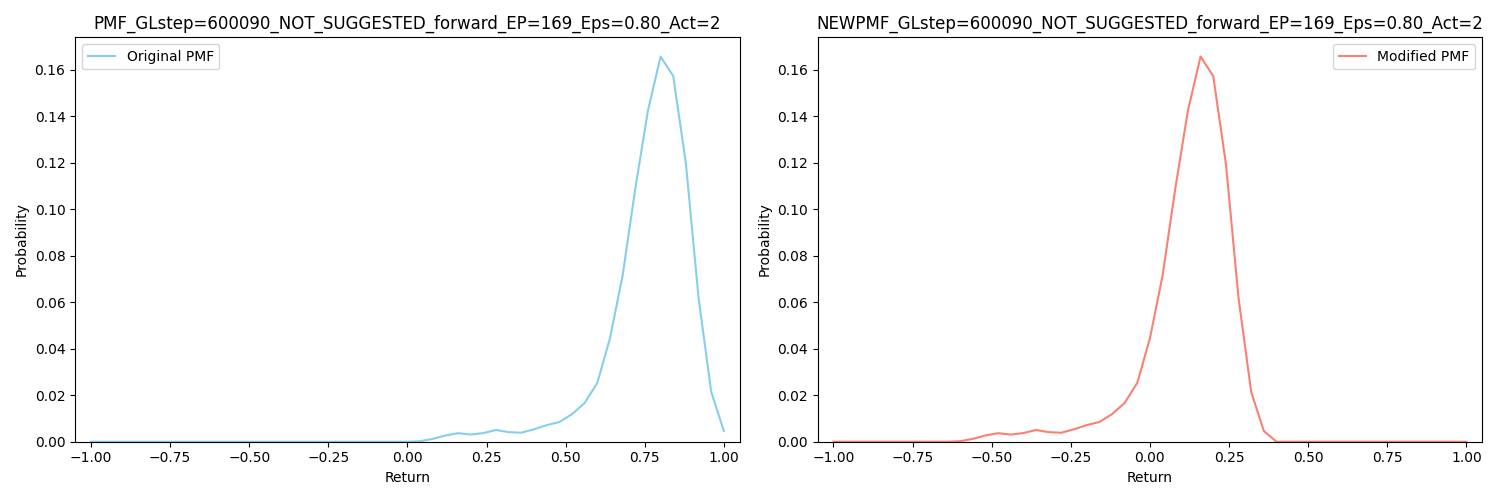 PMF_GLstep=600090_NOT_SUGGESTED_forward_EP=169_Eps=0.80_Act=2
Original PMF
0.16
0.14
0.12
0.10
0.08
0.06
0.04
0.02
0.00
Probability
−1.00 −0.75 −0.50 −0.25 0.00 0.25 0.50 0.75 1.00
Return
NEWPMF_GLstep=600090_NOT_SUGGESTED_forward_EP=169_Eps=0.80_Act=2
Modified PMF
0.16
0.14
0.12
0.10
0.08
0.06
0.04
0.02
0.00
Probability
−1.00 −0.75 −0.50 −0.25 0.00 0.25 0.50 0.75 1.00
Return